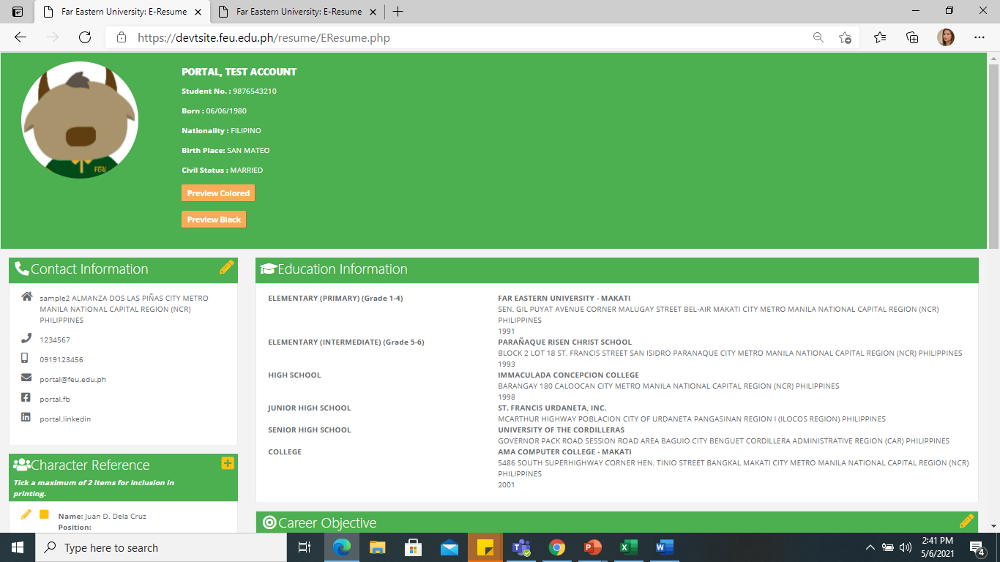 Far Eastern University: E-Resume
Far Eastern University: E-Resume
https://devtsite.feu.edu.ph/resume/EResume.php
PORTAL, TEST ACCOUNT
Student No. : 9876543210
Born : 06/06/1980
Nationality : FILIPINO
Birth Place: SAN MATEO
Civil Status : MARRIED
Preview Colored
Preview Black
FEU
Contact Information
sample2 ALMANZA DOS LAS PIÑAS CITY METRO
MANILA NATIONAL CAPITAL REGION (NCR)
PHILIPPINES
1234567
0919123456
portal@feu.edu.ph
portal.fb
portal.linkedin
Character Reference
Tick a maximum of 2 items for inclusion in
printing.
Name: Juan D. Dela Cruz
Position:
Education Information
ELEMENTARY (PRIMARY) (Grade 1-4)
FAR EASTERN UNIVERSITY - MAKATI
SEN. GIL PUYAT AVENUE CORNER MALUGAY STREET BEL-AIR MAKATI CITY METRO MANILA NATIONAL CAPITAL REGION (NCR)
PHILIPPINES
1991
ELEMENTARY (INTERMEDIATE) (Grade 5-6)
PARAÑAQUE RISEN CHRIST SCHOOL
BLOCK 2 LOT 18 ST. FRANCIS STREET SAN ISIDRO PARANAQUE CITY METRO MANILA NATIONAL CAPITAL REGION (NCR) PHILIPPINES
1993
HIGH SCHOOL
IMMACULADA CONCEPCION COLLEGE
BARANGAY 180 CALOOCAN CITY METRO MANILA NATIONAL CAPITAL REGION (NCR) PHILIPPINES
1998
JUNIOR HIGH SCHOOL
ST. FRANCIS URDANETA, INC.
MCARTHUR HIGHWAY POBLACION CITY OF URDANETA PANGASINAN REGION I (ILOCOS REGION) PHILIPPINES
SENIOR HIGH SCHOOL
UNIVERSITY OF THE CORDILLERAS
GOVERNOR PACK ROAD SESSION ROAD AREA BAGUIO CITY BENGUET CORDILLERA ADMINISTRATIVE REGION (CAR) PHILIPPINES
COLLEGE
AMA COMPUTER COLLEGE - MAKATI
5486 SOUTH SUPERHIGHWAY CORNER HEN. TINIO STREET BANGKAL MAKATI CITY METRO MANILA NATIONAL CAPITAL REGION (NCR)
PHILIPPINES
2001
Career Objective
Type here to search
2:41 PM
5/6/2021
4